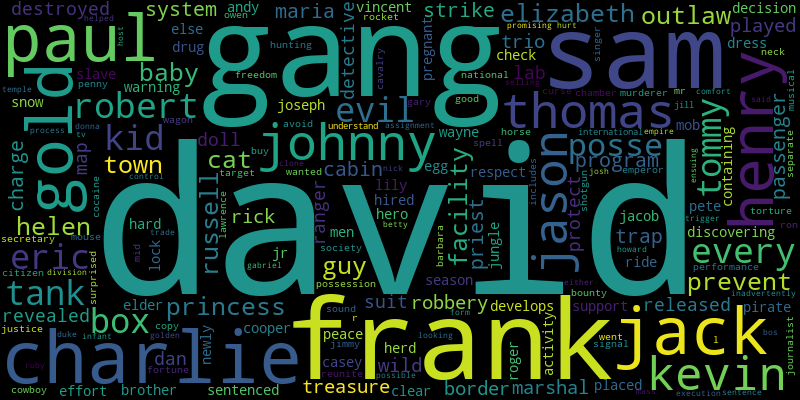 destroyed helped owen system andy rocket vincent maria strike elizabeth outlaw decision played
paul gang sam host else drug hunting cavalry pregnant trio promising hurt singer dress neck
gold baby warning detective check lab slave penny snow freedom national murderer mr comfort
robert joseph evil gary good thomas curse chamber jill said henry
kid doll avoid understand assignment wayne horse spell international empire mob musical separate
charge map johnny posse tommy passenger
town cat cabin egg respect program containing
process tv donna wagon buy clone wanted nick selling includes josh emperor
temple cocaine control target lily hired jason protect shotgun ensuing
david
helen russell lawrence rick ranger men hero priest jungle facility jacob pete trigger torture ron
secretary mouse hard lock trade jr society betty barbara trap howard discovering every
eric citizen division surprised mid gabriel possession season ride performance either
tank revealed elder princess guy suit robbery develops bounty released prevent inadvertently
box copy cooper sound r form looking roger activity support pirate
justice duke infant golden newly peace jimmy casey herd signal went 1 bos journalist
charlie dan fortune reunite possible wild frank jack kevin
ruby cowboy effort brother sentenced treasure clear border marshal placed mass execution sentence